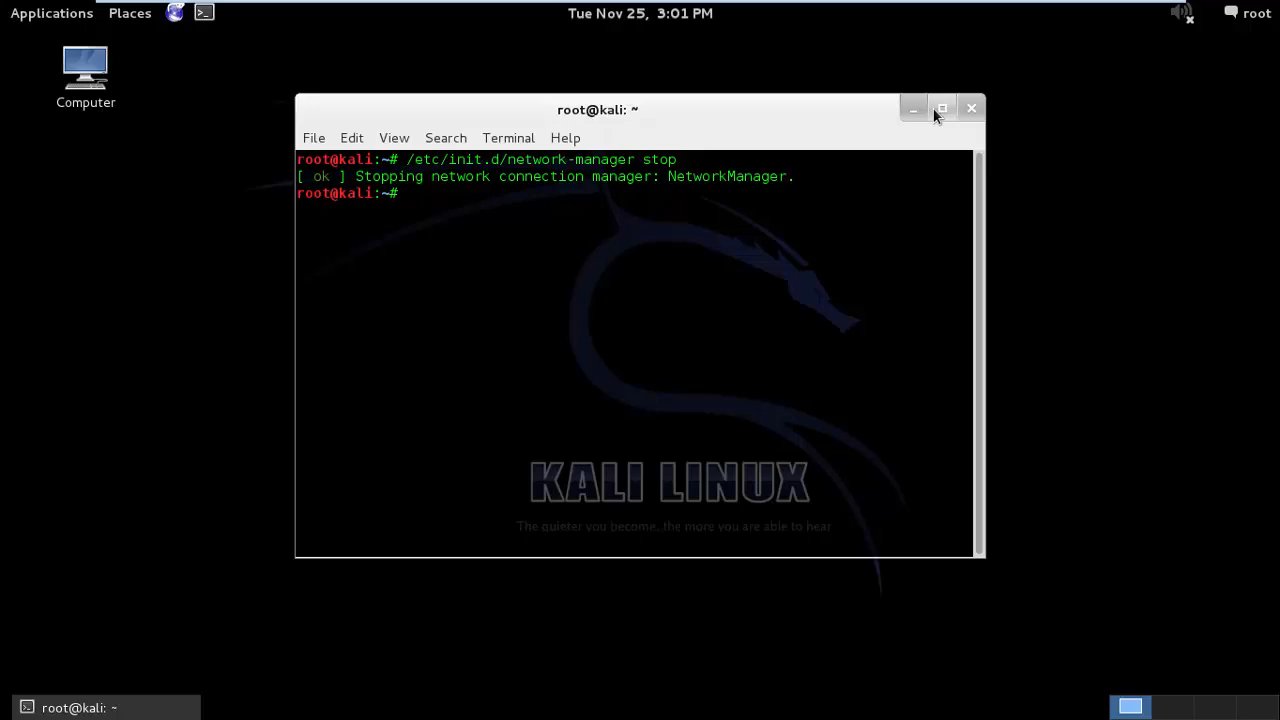 Applications Places Tue Nov 25, 3:01 PM root
Computer
root@kali: ~
File Edit View Search Terminal Help
root@kali:~# /etc/init.d/network-manager stop
[ ok ] Stopping network connection manager: NetworkManager.
root@kali:~#
KALI LINUX
The quieter you become, the more you are able to hear
root@kali: ~